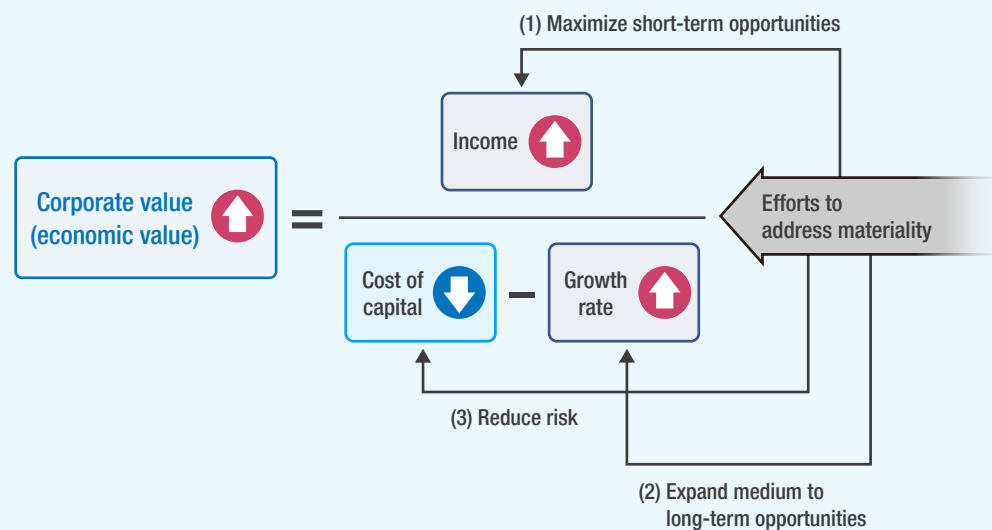 (1) Maximize short-term opportunities
Income
Corporate value
(economic value)
=
Efforts to
address materiality
Cost of
capital
–
Growth
rate
(3) Reduce risk
(2) Expand medium to
long-term opportunities